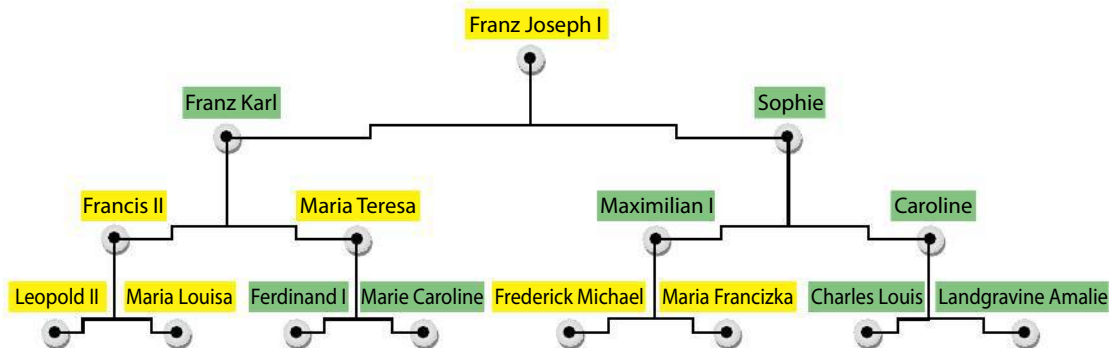 Franz Joseph I
Franz Karl
Sophie
Francis II
Maria Teresa
Maximilian I
Caroline
Leopold II
Maria Louisa
Ferdinand I
Marie Caroline
Frederick Michael
Maria Francizka
Charles Louis
Landgravine Amalie